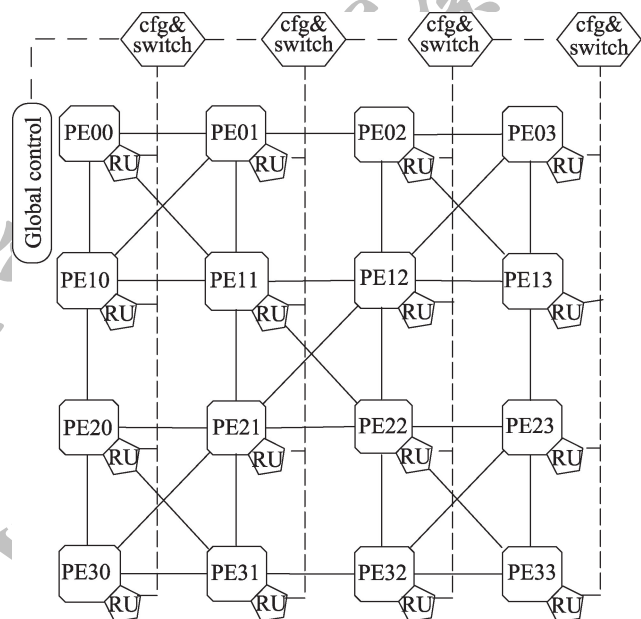 cfg& switch
cfg& switch
cfg& switch
cfg& switch
Global control
PE00
PE01
PE02
PE03
RU
RU
RU
RU
PE10
PE11
PE12
PE13
RU
RU
RU
RU
PE20
PE21
PE22
PE23
RU
RU
RU
RU
PE30
PE31
PE32
PE33
RU
RU
RU
RU